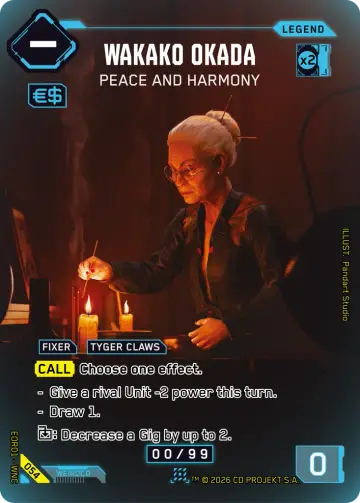 LEGEND
WAKAKO OKADA
x2
PEACE AND HARMONY
€$
ILLUST. Pandart Studio
FIXER
TYGER CLAWS
CALL Choose one effect.
- Give a rival Unit -2 power this turn.
- Draw 1.
: Decrease a Gig by up to 2.
00/99
054
WEIRDCO
™ © 2026 CD PROJEKT S.A.
0